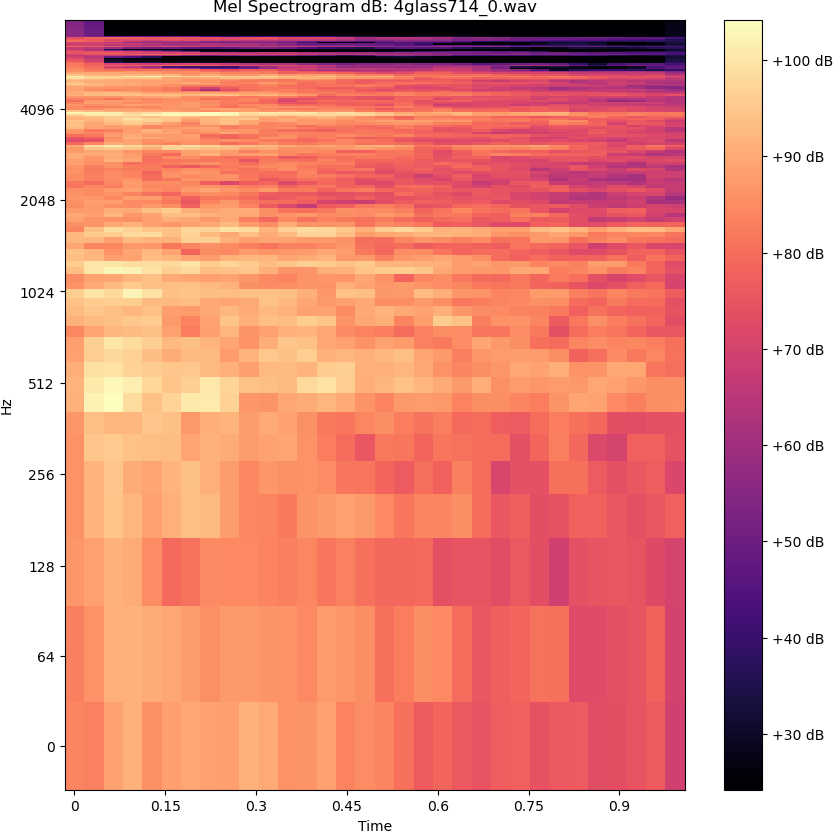 Mel Spectrogram dB: 4glass714_0.wav
4096
2048
1024
512
256
128
64
0
Hz
0
0.15
0.3
0.45
0.6
0.75
0.9
Time
+100 dB
+90 dB
+80 dB
+70 dB
+60 dB
+50 dB
+40 dB
+30 dB